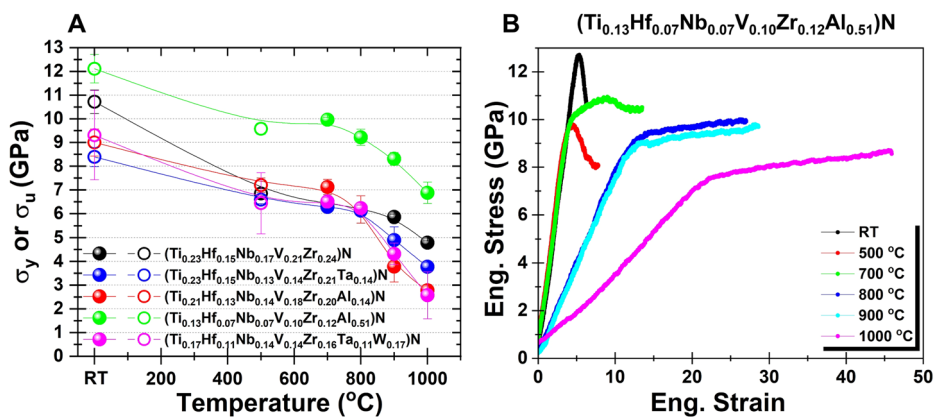 A
σy or σu (GPa)
13
12
11
10
9
8
7
6
5
4
3
2
1
0
(Ti0.23Hf0.15Nb0.17V0.21Zr0.24)N
(Ti0.23Hf0.15Nb0.13V0.14Zr0.21Ta0.14)N
(Ti0.21Hf0.13Nb0.14V0.18Zr0.20Al0.14)N
(Ti0.13Hf0.07Nb0.07V0.10Zr0.12Al0.51)N
(Ti0.17Hf0.11Nb0.14V0.14Zr0.16Ta0.11W0.17)N
RT 200 400 600 800 1000
Temperature (°C)
B
(Ti0.13Hf0.07Nb0.07V0.10Zr0.12Al0.51)N
Eng. Stress (GPa)
12
10
8
6
4
2
0
RT
500 °C
700 °C
800 °C
900 °C
1000 °C
0 10 20 30 40 50
Eng. Strain